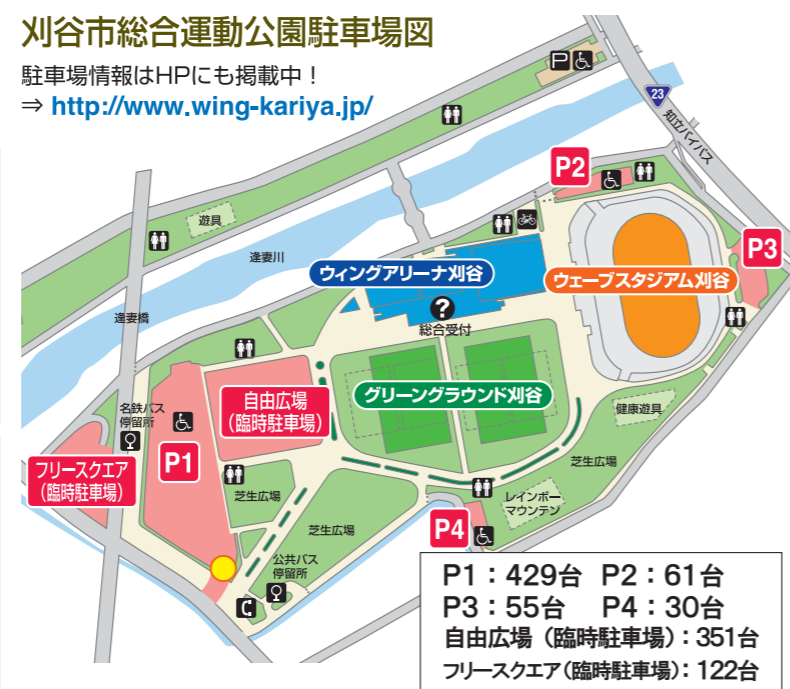 刈谷市総合運動公園駐車場図
駐車場情報はHPにも掲載中！
⇒ http://www.wing-kariya.jp/
P
23
知立バイパス
P2
P3
遊具
逢妻川
逢妻橋
ウィングアリーナ刈谷
ウェーブスタジアム刈谷
?
総合受付
グリーングラウンド刈谷
自由広場
（臨時駐車場）
名鉄バス
停留所
P1
フリースクエア
（臨時駐車場）
健康遊具
芝生広場
芝生広場
レインボー
マウンテン
芝生広場
P4
公共バス
停留所
P1：429台 P2：61台
P3：55台 P4：30台
自由広場（臨時駐車場）：351台
フリースクエア（臨時駐車場）：122台